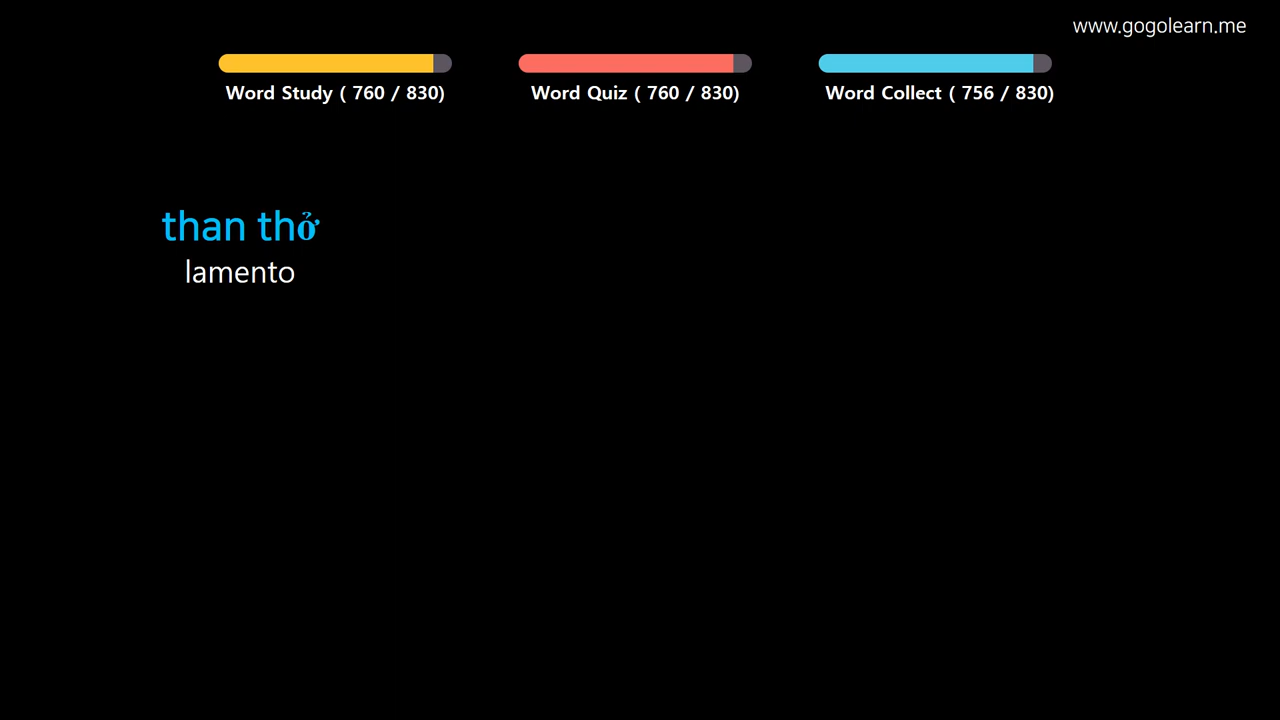 www.gogolearn.me
Word Study ( 760 / 830)
Word Quiz ( 760 / 830)
Word Collect ( 756 / 830)
than thở
lamento